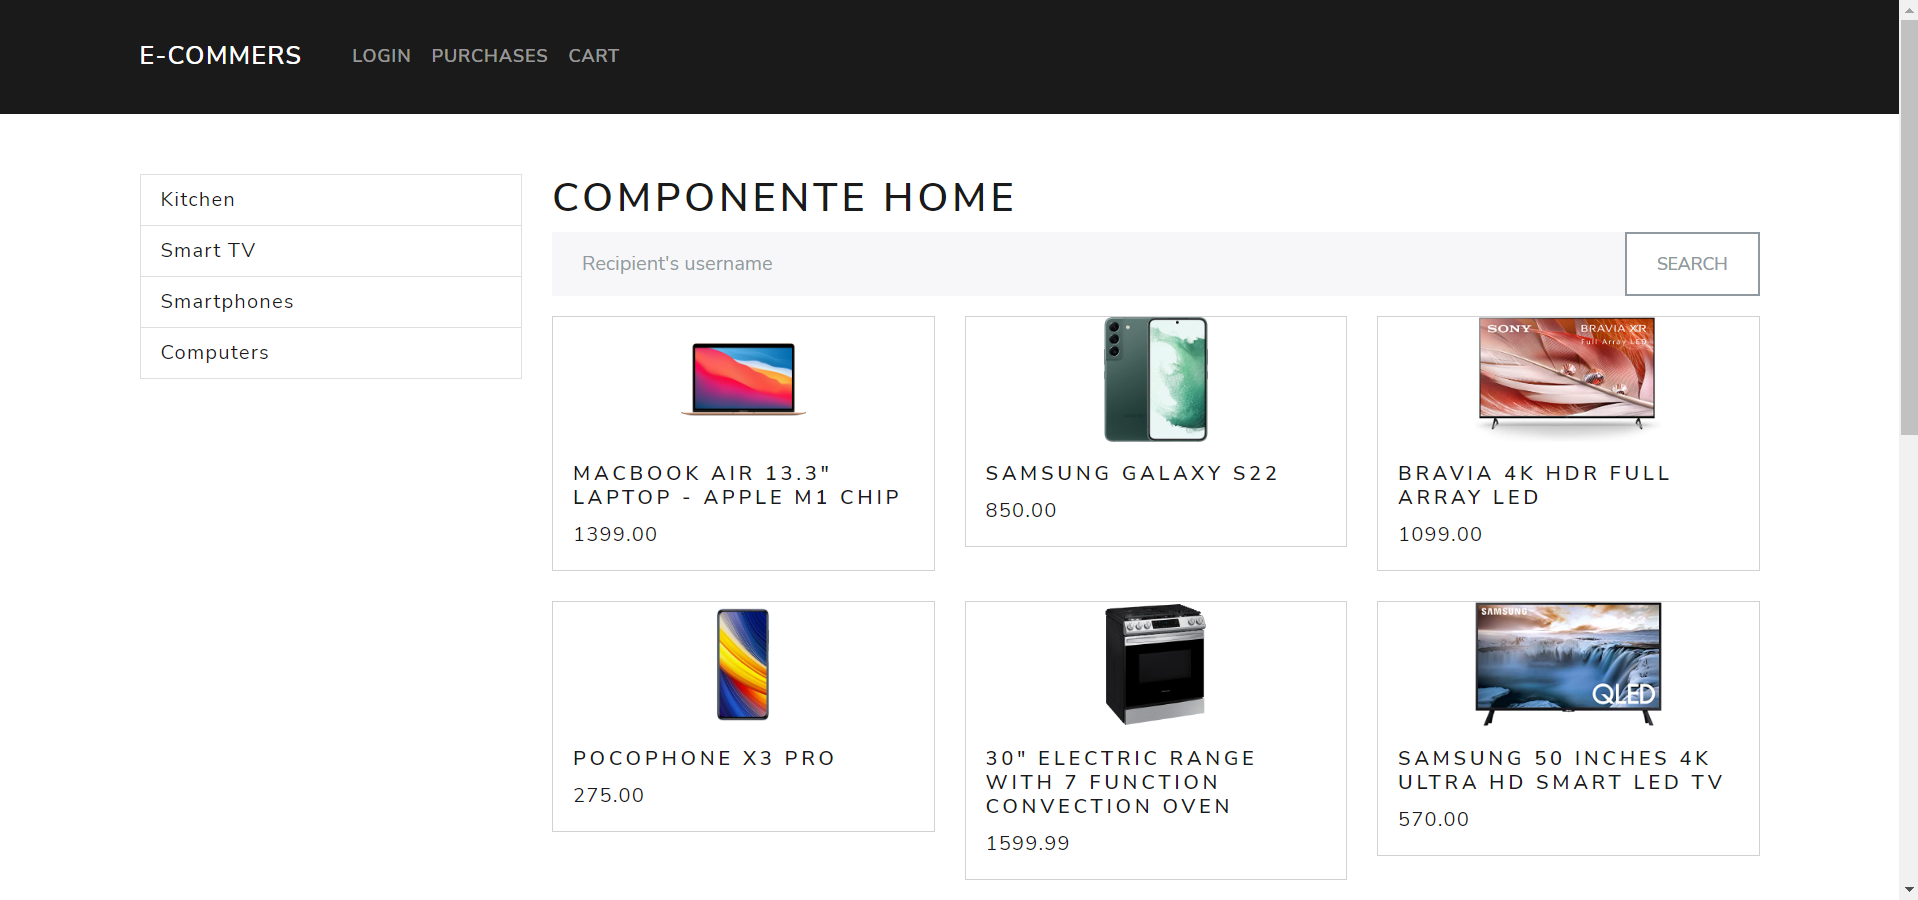 E-COMMERS LOGIN PURCHASES CART
Kitchen
Smart TV
Smartphones
Computers
COMPONENTE HOME
Recipient's username SEARCH
MACBOOK AIR 13.3"
LAPTOP - APPLE M1 CHIP
1399.00
SAMSUNG GALAXY S22
850.00
SONY BRAVIA XR
Full Array LED
BRAVIA 4K HDR FULL
ARRAY LED
1099.00
POCOPHONE X3 PRO
275.00
30" ELECTRIC RANGE
WITH 7 FUNCTION
CONVECTION OVEN
1599.99
SAMSUNG
QLED
SAMSUNG 50 INCHES 4K
ULTRA HD SMART LED TV
570.00